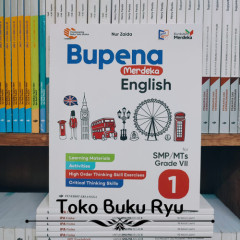 Nur Zaida
Kurikulum
Merdeka
Bupena
Merdeka
English
Learning Materials
Activities
High Order Thinking Skill Exercises
Critical Thinking Skills
for
SMP/MTs
Grade VII
1
Toko Buku Ryu